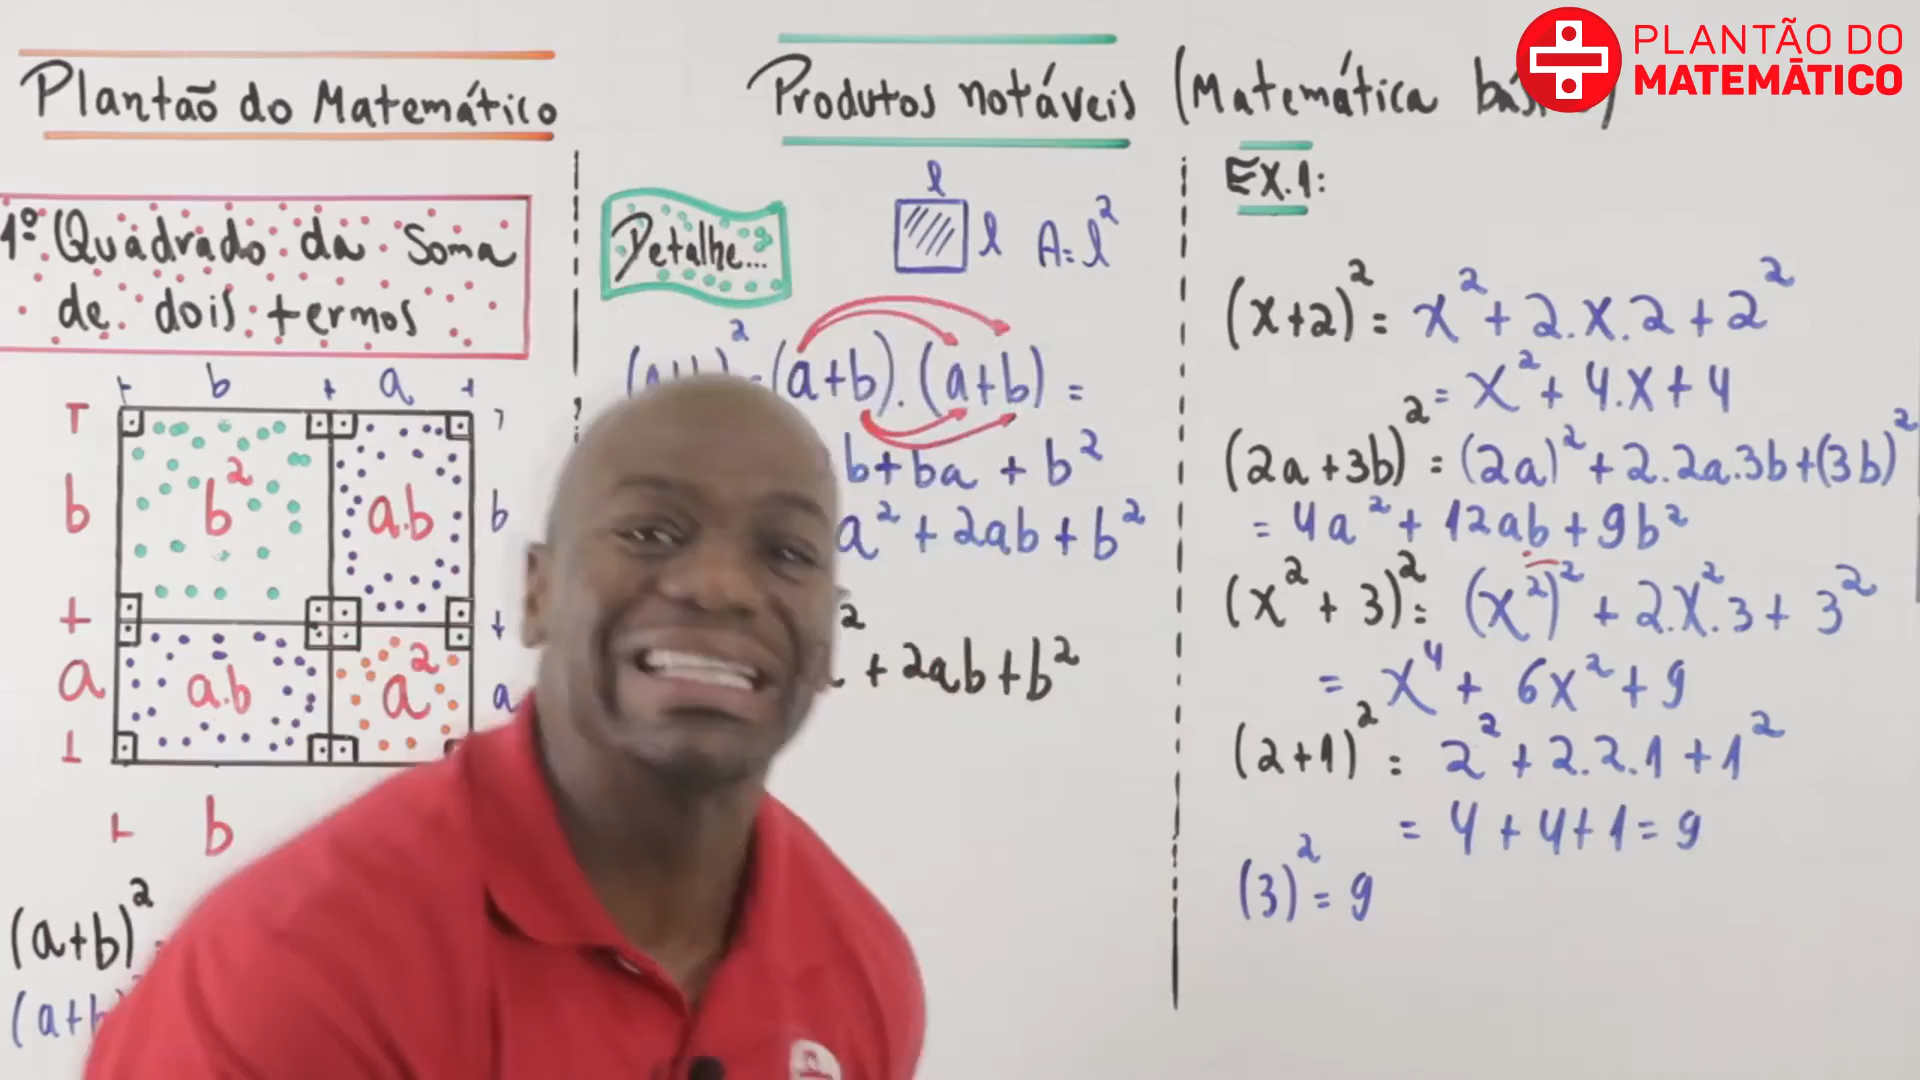 PLANTÃO DO
MATEMÁTICO
Plantão do Matemático
Produtos notáveis (Matemática
1º Quadrado da Soma
de dois termos
b a
b
b²
a.b
b
a
a.b
a²
a
b
(a+b)²
(a+b
Detalhe...
l
l A=l²
² (a+b).(a+b) =
b+ba + b²
a² + 2ab + b²
²
+ 2ab+b²
EX.1:
(x+2)² = x² + 2.x.2 + 2²
= x² + 4.x + 4
(2a+3b)² = (2a)² + 2.2a.3b+(3b)²
= 4a² + 12ab + 9b²
(x² + 3)² = (x²)² + 2.x².3 + 3²
= x⁴ + 6x² + 9
(2+1)² = 2² + 2.2.1 + 1²
= 4 + 4+1 = 9
(3)² = 9